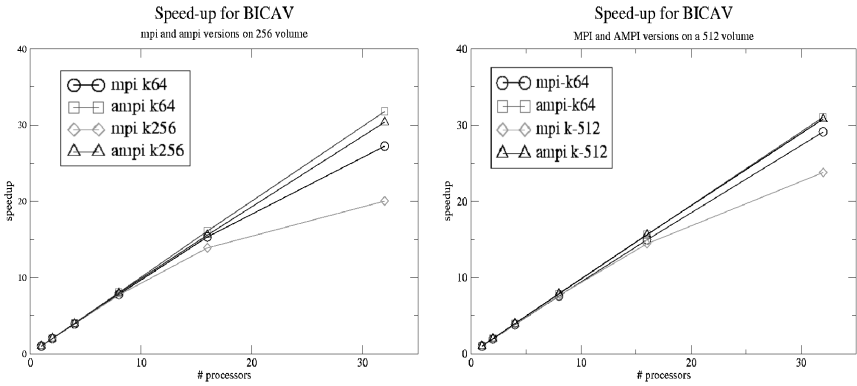 Speed-up for BICAV
mpi and ampi versions on 256 volume
40
30
20
10
0
speedup
mpi k64
ampi k64
mpi k256
ampi k256
0
10
20
30
# processors
Speed-up for BICAV
MPI and AMPI versions on a 512 volume
40
30
20
10
0
speedup
mpi-k64
ampi-k64
mpi k-512
ampi k-512
0
10
20
30
# processors